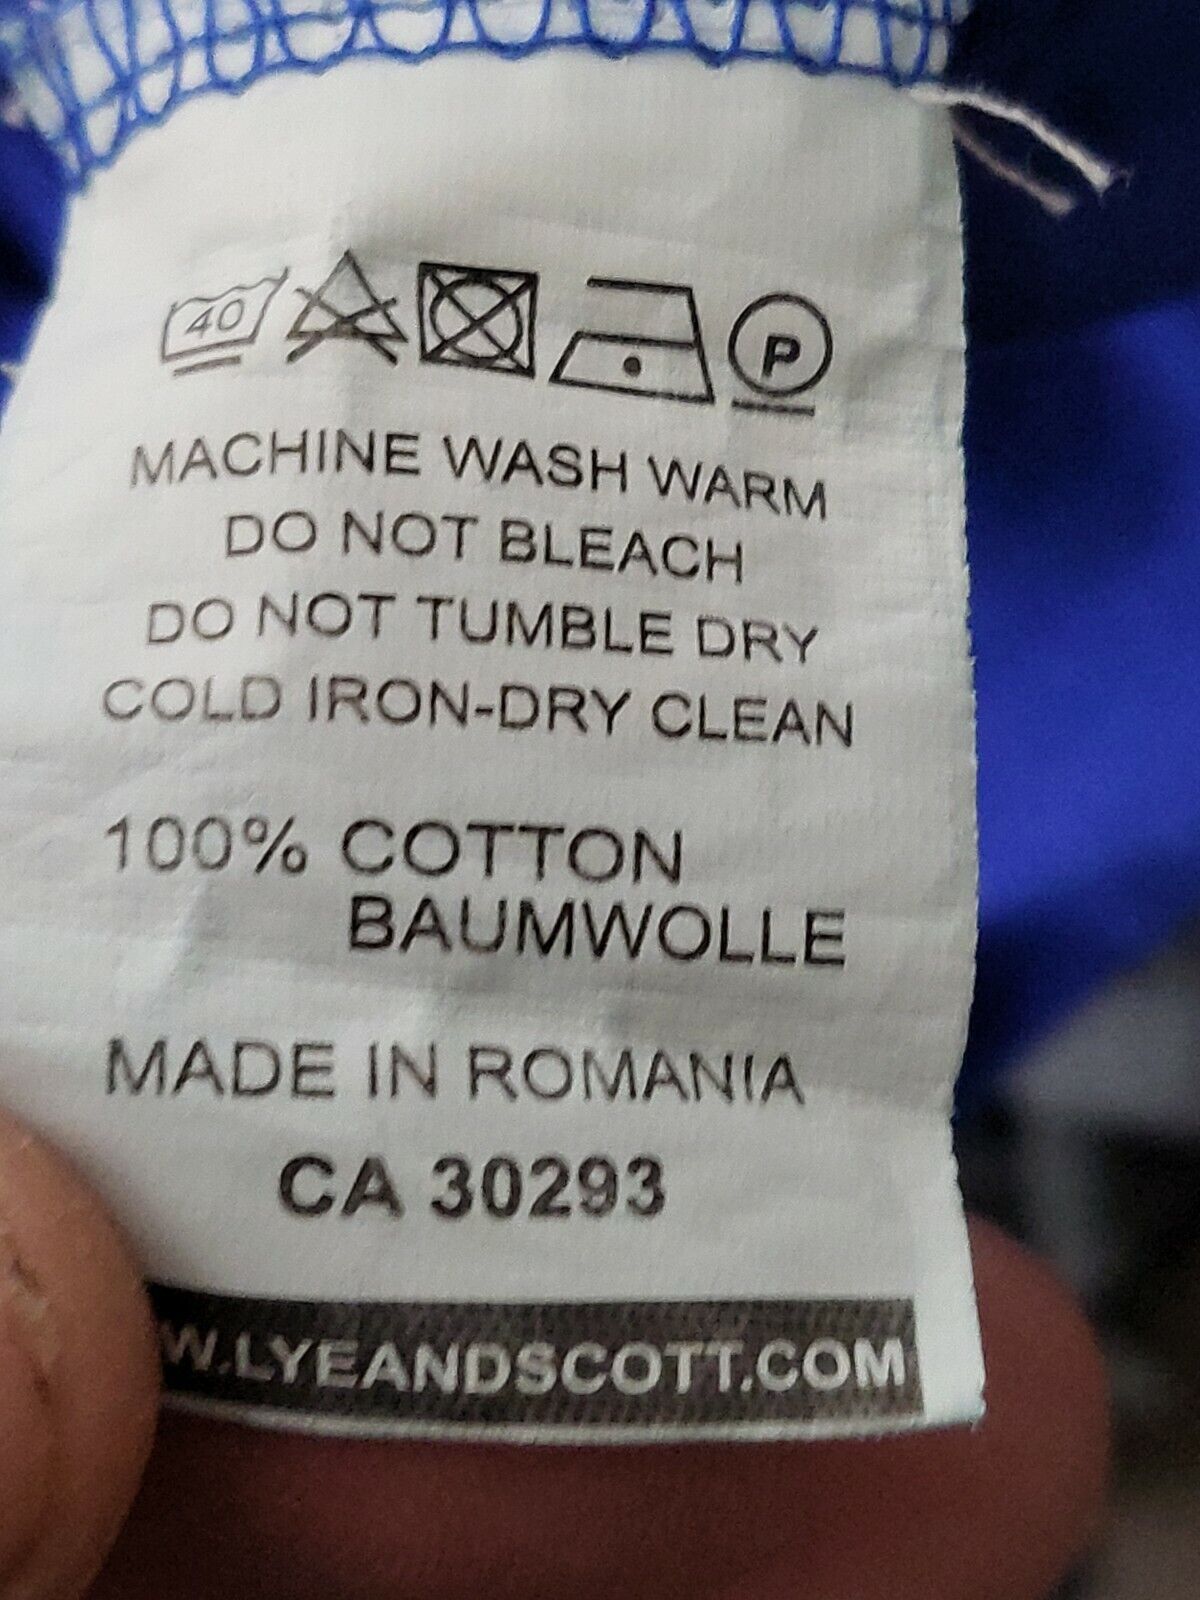 40 P
MACHINE WASH WARM
DO NOT BLEACH
DO NOT TUMBLE DRY
COLD IRON-DRY CLEAN
100% COTTON
BAUMWOLLE
MADE IN ROMANIA
CA 30293
W.LYEANDSCOTT.COM